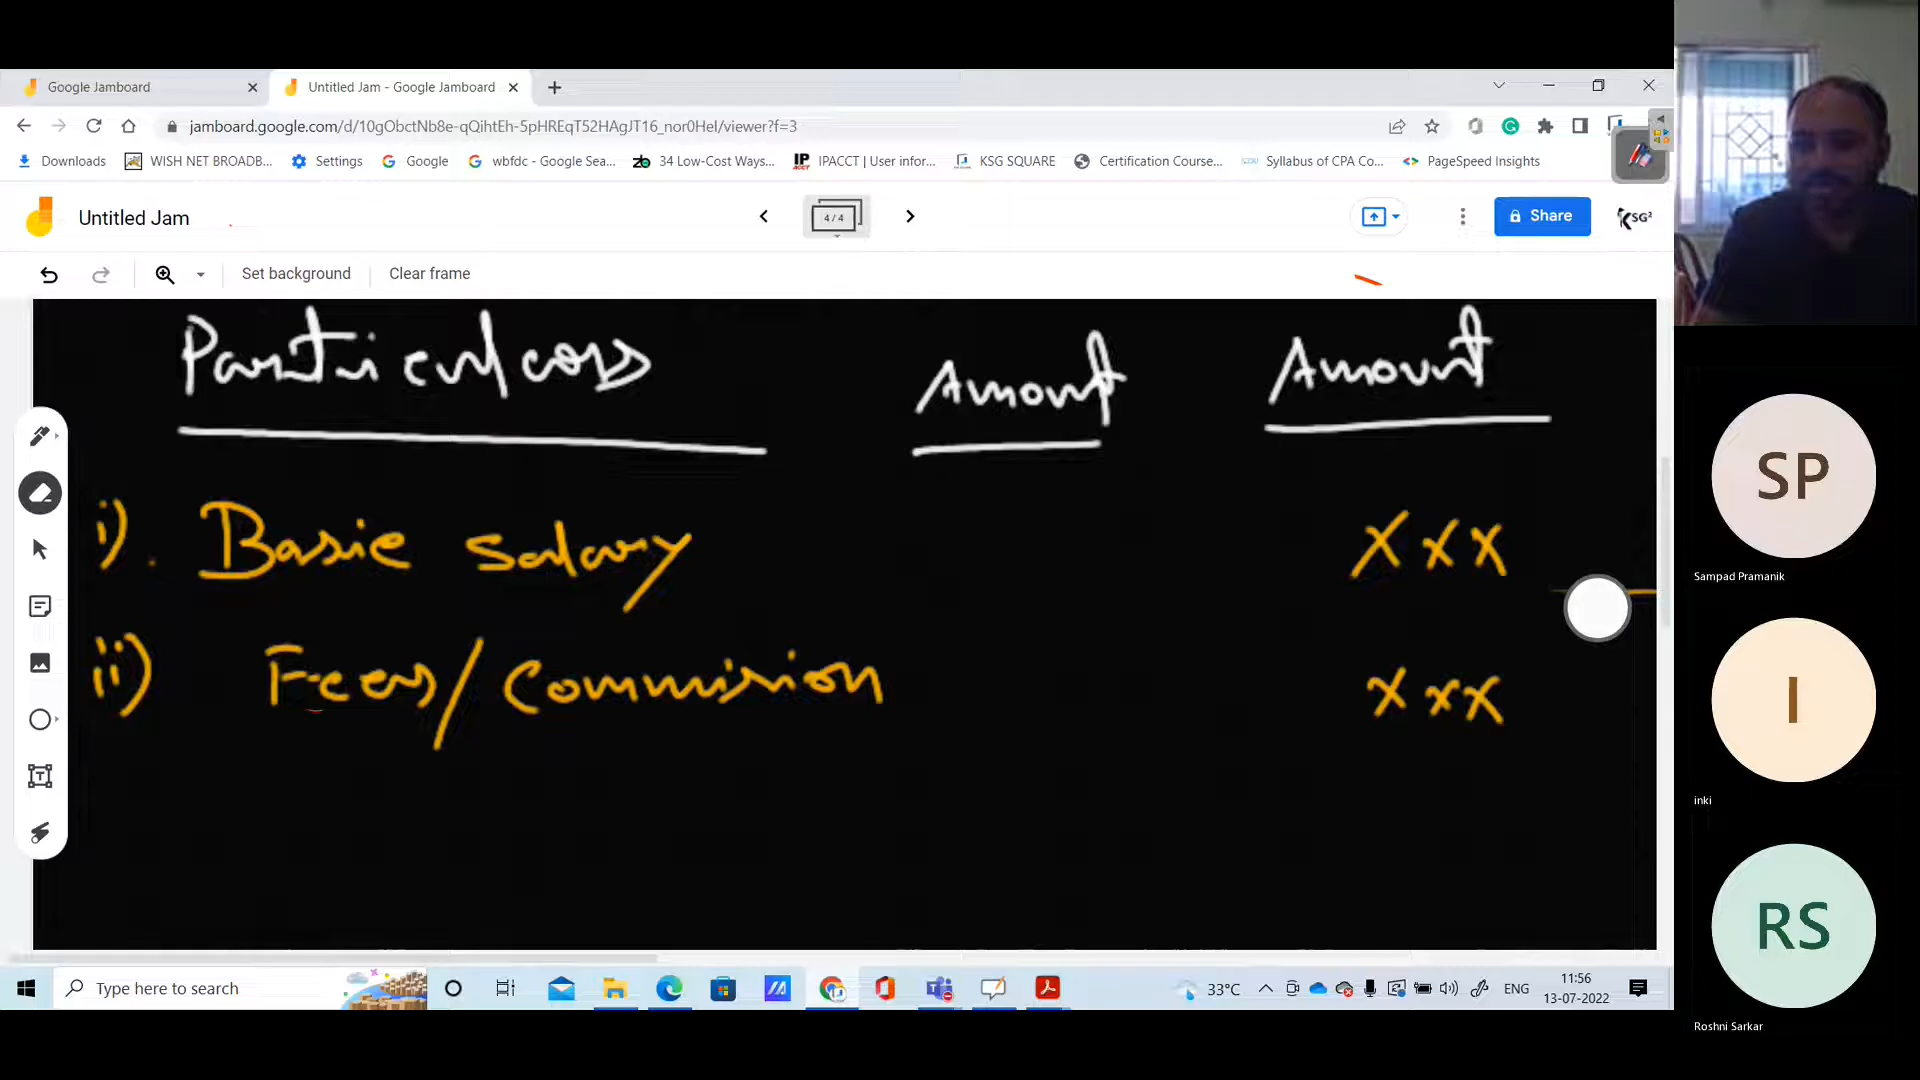 Google Jamboard
Untitled Jam - Google Jamboard
jamboard.google.com/d/10gObctNb8e-qQihtEh-5pHREqT52HAgJT16_nor0HeI/viewer?f=3
Downloads WISH NET BROADB... Settings Google wbfdc - Google Sea... 34 Low-Cost Ways... IPACCT | User infor... KSG SQUARE Certification Course... Syllabus of CPA Co... PageSpeed Insights
Untitled Jam
4 / 4
Share
KSG²
Set background Clear frame
Particulars Amount Amount
i). Basic Salary XXX
ii) Fees/Commision XXX
SP
Sampad Pramanik
I
inki
RS
Roshni Sarkar
Type here to search
33°C
ENG
11:56
13-07-2022